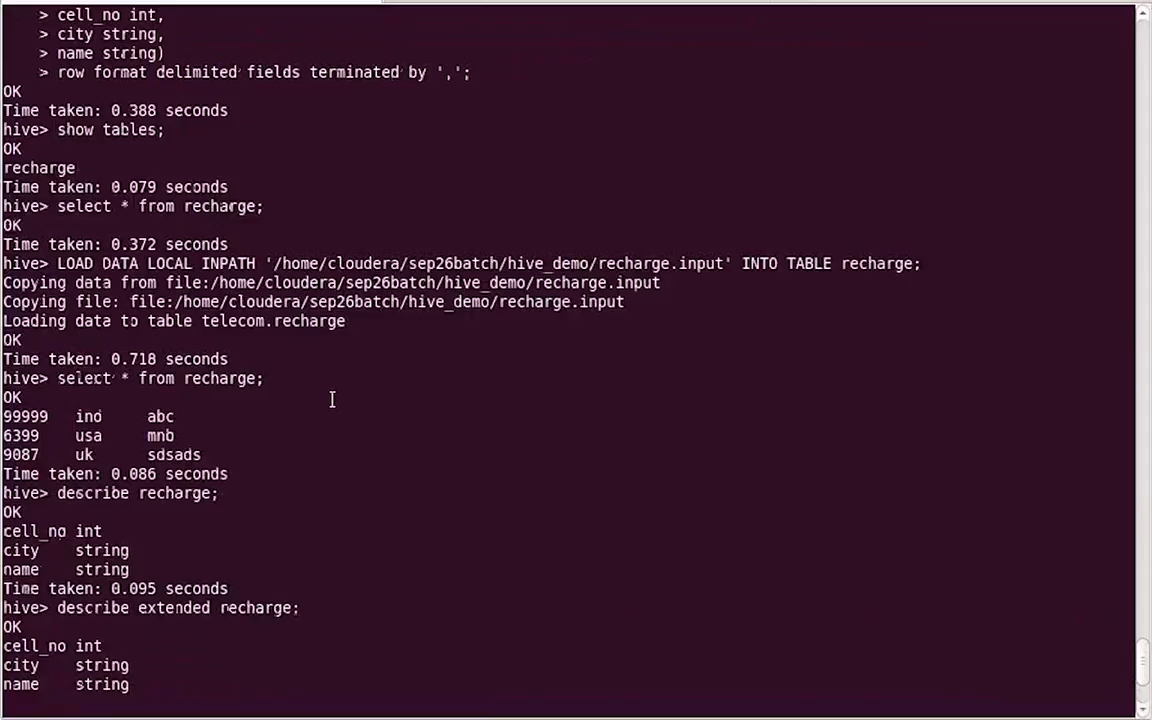 > cell_no int,
> city string,
> name string)
> row format delimited fields terminated by ',';
OK
Time taken: 0.388 seconds
hive> show tables;
OK
recharge
Time taken: 0.079 seconds
hive> select * from recharge;
OK
Time taken: 0.372 seconds
hive> LOAD DATA LOCAL INPATH '/home/cloudera/sep26batch/hive_demo/recharge.input' INTO TABLE recharge;
Copying data from file:/home/cloudera/sep26batch/hive_demo/recharge.input
Copying file: file:/home/cloudera/sep26batch/hive_demo/recharge.input
Loading data to table telecom.recharge
OK
Time taken: 0.718 seconds
hive> select * from recharge;
OK
99999 ind abc
6399 usa mnb
9087 uk sdsads
Time taken: 0.086 seconds
hive> describe recharge;
OK
cell_no int
city string
name string
Time taken: 0.095 seconds
hive> describe extended recharge;
OK
cell_no int
city string
name string